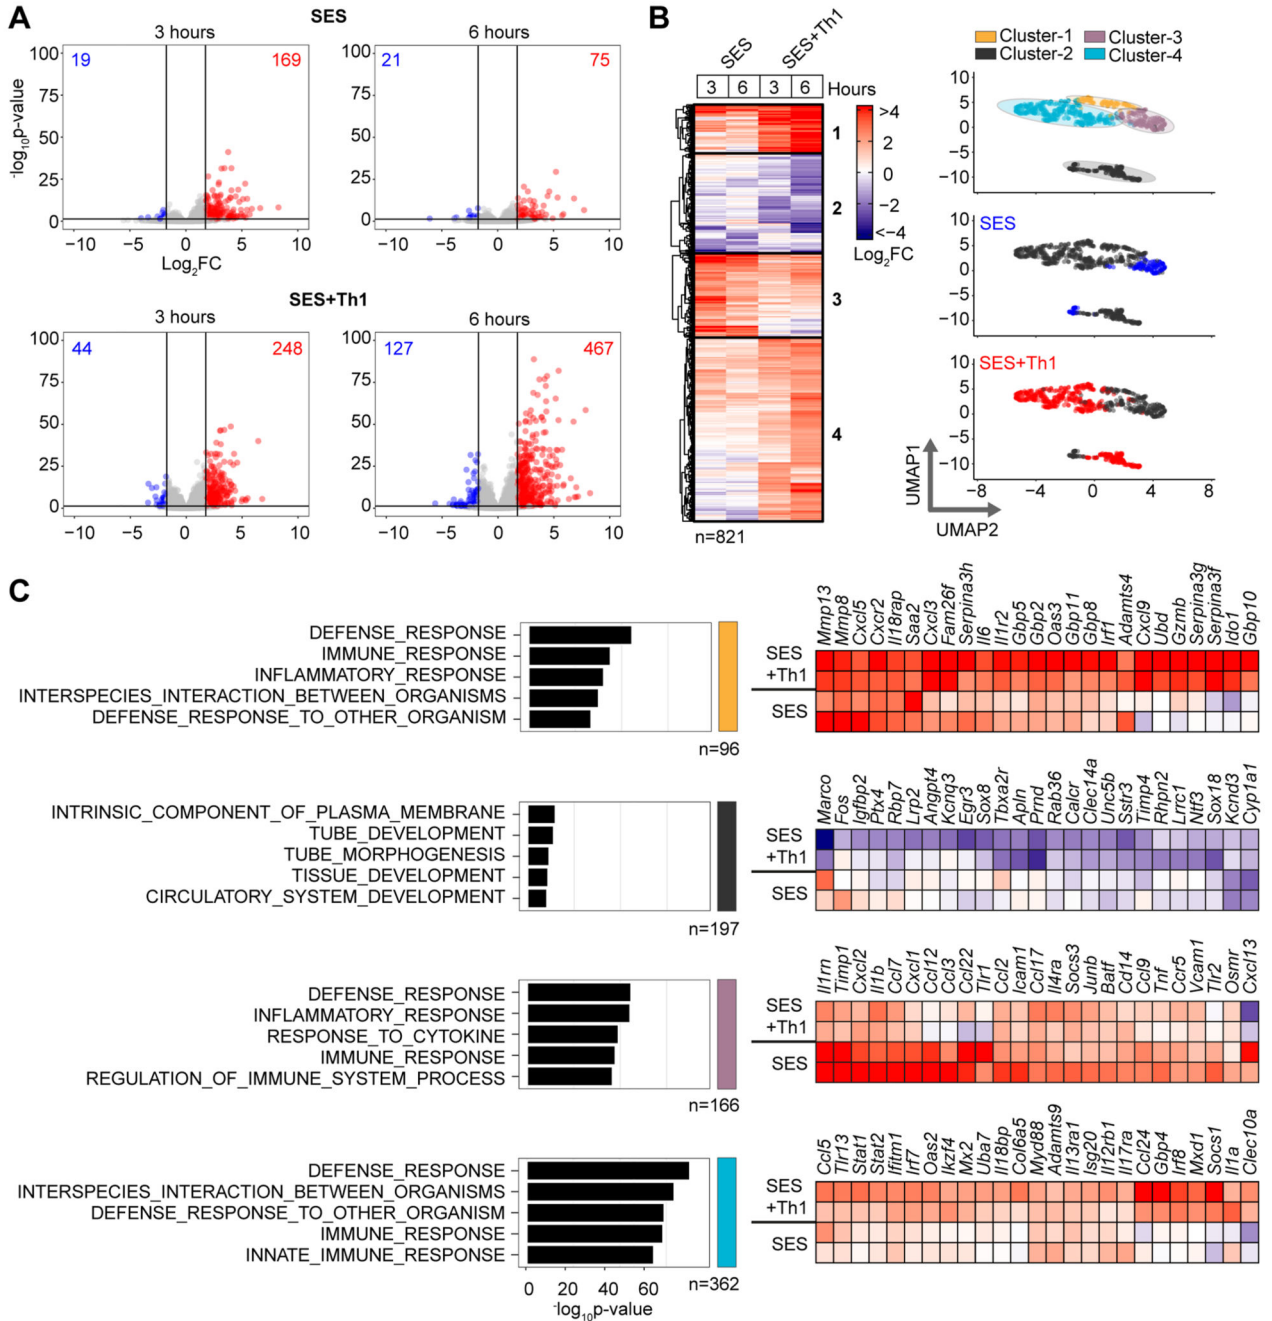 A
SES
3 hours
6 hours
19
169
21
75
-log10p-value
100
75
50
25
0
100
75
50
25
0
−10
−5
0
5
10
−10
−5
0
5
10
Log2FC
SES+Th1
3 hours
6 hours
44
248
127
467
100
75
50
25
0
100
75
50
25
0
−10
−5
0
5
10
−10
−5
0
5
10
B
SES
SES+Th1
3
6
3
6
Hours
1
2
3
4
>4
2
0
−2
<−4
Log2FC
n=821
Cluster-1
Cluster-3
Cluster-2
Cluster-4
10
5
0
−5
−10
SES
10
5
0
−5
−10
SES+Th1
10
5
0
−5
−10
−8
−4
0
4
8
UMAP1
UMAP2
C
DEFENSE_RESPONSE
IMMUNE_RESPONSE
INFLAMMATORY_RESPONSE
INTERSPECIES_INTERACTION_BETWEEN_ORGANISMS
DEFENSE_RESPONSE_TO_OTHER_ORGANISM
n=96
Mmp13
Mmp8
Cxcl5
Cxcr2
Il18rap
Saa2
Cxcl3
Fam26f
Serpina3h
Il6
Il1r2
Gbp5
Gbp2
Oas3
Gbp11
Gbp8
Irf1
Adamts4
Cxcl9
Ubd
Gzmb
Serpina3g
Serpina3f
Ido1
Gbp10
SES
+Th1
SES
INTRINSIC_COMPONENT_OF_PLASMA_MEMBRANE
TUBE_DEVELOPMENT
TUBE_MORPHOGENESIS
TISSUE_DEVELOPMENT
CIRCULATORY_SYSTEM_DEVELOPMENT
n=197
Marco
Fos
Igfbp2
Ptx4
Rbp7
Lrp2
Angpt4
Kcnq3
Egr3
Sox8
Tbxa2r
Apln
Prnd
Rab36
Calcr
Clec14a
Unc5b
Sstr3
Timp4
Rhpn2
Lrrc1
Ntf3
Sox18
Kcnd3
Cyp1a1
SES
+Th1
SES
DEFENSE_RESPONSE
INFLAMMATORY_RESPONSE
RESPONSE_TO_CYTOKINE
IMMUNE_RESPONSE
REGULATION_OF_IMMUNE_SYSTEM_PROCESS
n=166
Il1rn
Timp1
Cxcl2
Il1b
Ccl7
Cxcl1
Ccl12
Ccl3
Ccl22
Tlr1
Ccl2
Icam1
Ccl17
Il4ra
Socs3
Junb
Batf
Cd14
Ccl9
Tnf
Ccr5
Vcam1
Tlr2
Osmr
Cxcl13
SES
+Th1
SES
DEFENSE_RESPONSE
INTERSPECIES_INTERACTION_BETWEEN_ORGANISMS
DEFENSE_RESPONSE_TO_OTHER_ORGANISM
IMMUNE_RESPONSE
INNATE_IMMUNE_RESPONSE
n=362
0
20
40
60
-log10p-value
Ccl5
Tlr13
Stat1
Stat2
Ifitm1
Irf7
Oas2
Ikzf4
Mx2
Uba7
Il18bp
Col6a5
Myd88
Adamts9
Il13ra1
Isg20
Il12rb1
Il17ra
Ccl24
Gbp4
Irf8
Mxd1
Socs1
Il1a
Clec10a
SES
+Th1
SES